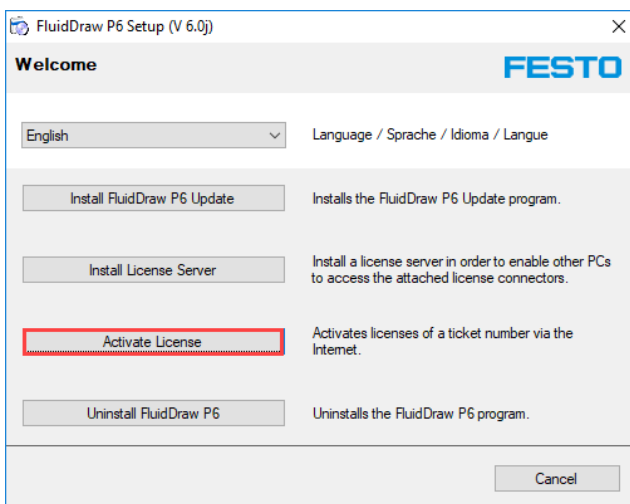 FluidDraw P6 Setup (V 6.0j)
Welcome
FESTO
English
Language / Sprache / Idioma / Langue
Install FluidDraw P6 Update
Installs the FluidDraw P6 Update program.
Install License Server
Install a license server in order to enable other PCs
to access the attached license connectors.
Activate License
Activates licenses of a ticket number via the
Internet.
Uninstall FluidDraw P6
Uninstalls the FluidDraw P6 program.
Cancel